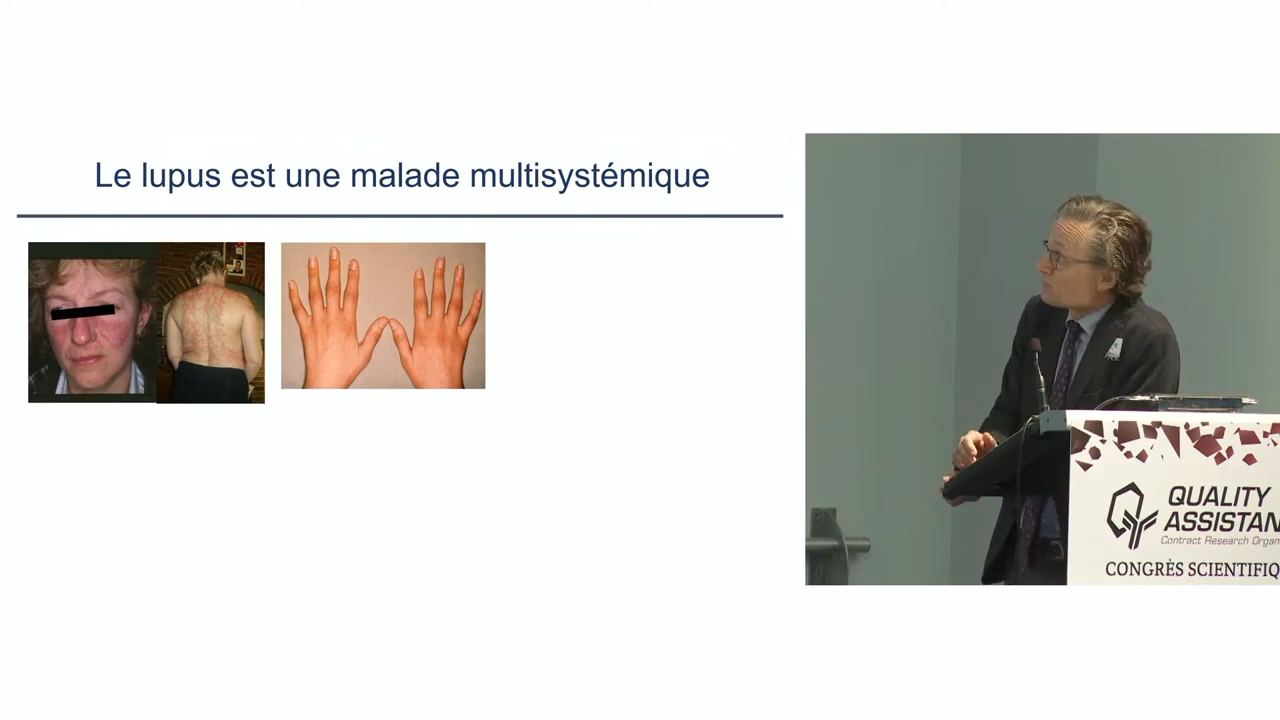 Le lupus est une malade multisystémique
QUALITY
ASSISTAN
Contract Research Organ
CONGRÈS SCIENTIFIQ